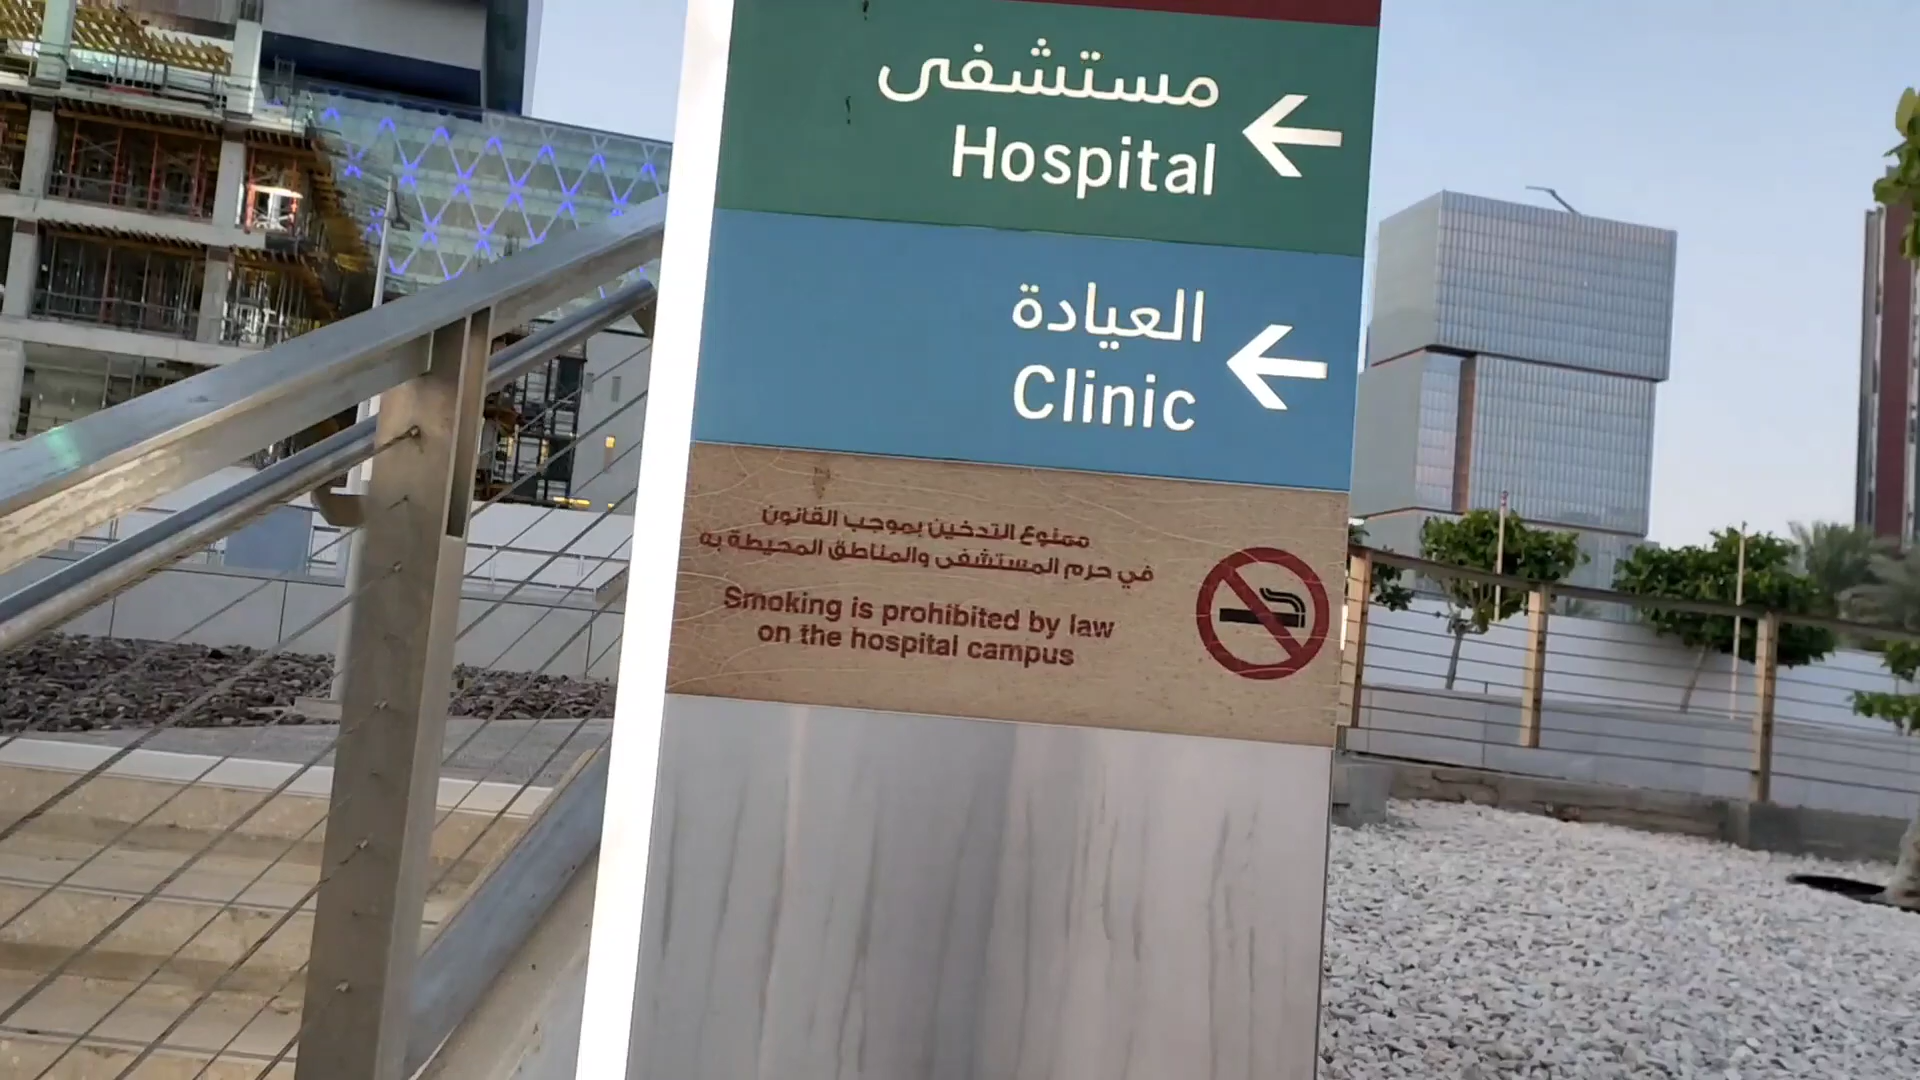 مستشفى
Hospital
العيادة
Clinic
ممنوع التدخين بموجب القانون
في حرم المستشفى والمناطق المحيطة به
Smoking is prohibited by law
on the hospital campus